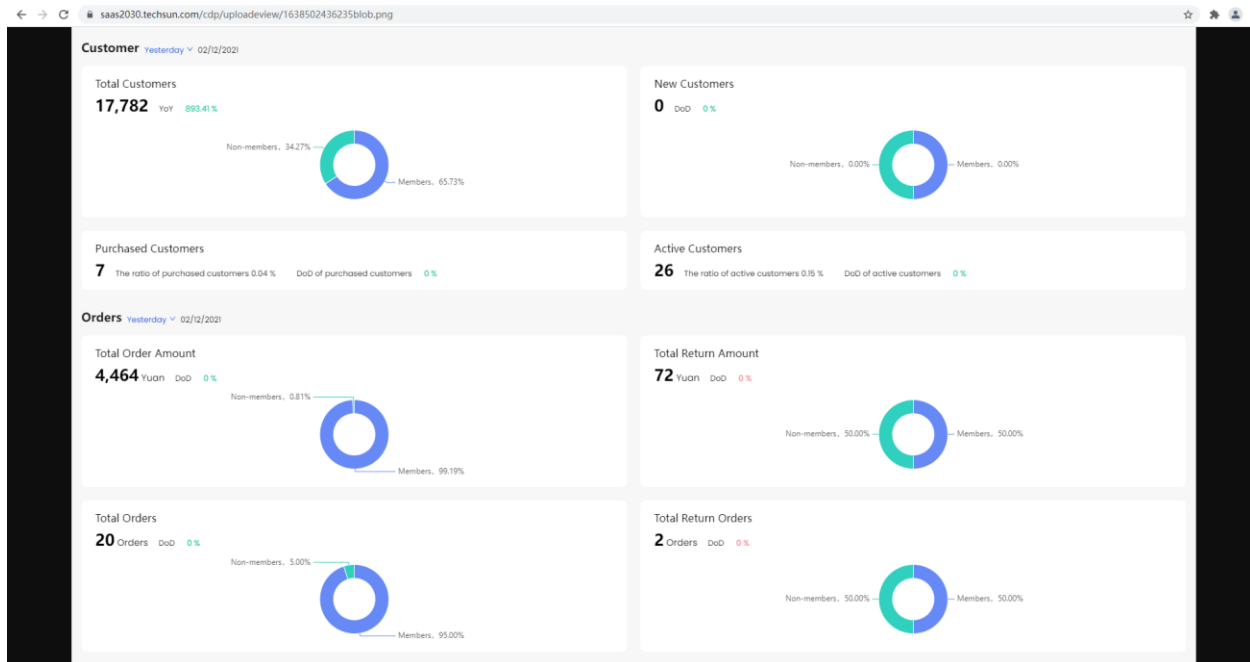 saas2030.techsun.com/cdp/uploadeview/1638502436235blob.png
Customer Yesterday 02/12/2021
Total Customers
17,782 YoY 893.41 %
Non-members, 34.27%
Members, 65.73%
New Customers
0 DoD 0 %
Non-members, 0.00%
Members, 0.00%
Purchased Customers
7 The ratio of purchased customers 0.04 % DoD of purchased customers 0 %
Active Customers
26 The ratio of active customers 0.15 % DoD of active customers 0 %
Orders Yesterday 02/12/2021
Total Order Amount
4,464 Yuan DoD 0 %
Non-members, 0.81%
Members, 99.19%
Total Return Amount
72 Yuan DoD 0 %
Non-members, 50.00%
Members, 50.00%
Total Orders
20 Orders DoD 0 %
Non-members, 5.00%
Members, 95.00%
Total Return Orders
2 Orders DoD 0 %
Non-members, 50.00%
Members, 50.00%